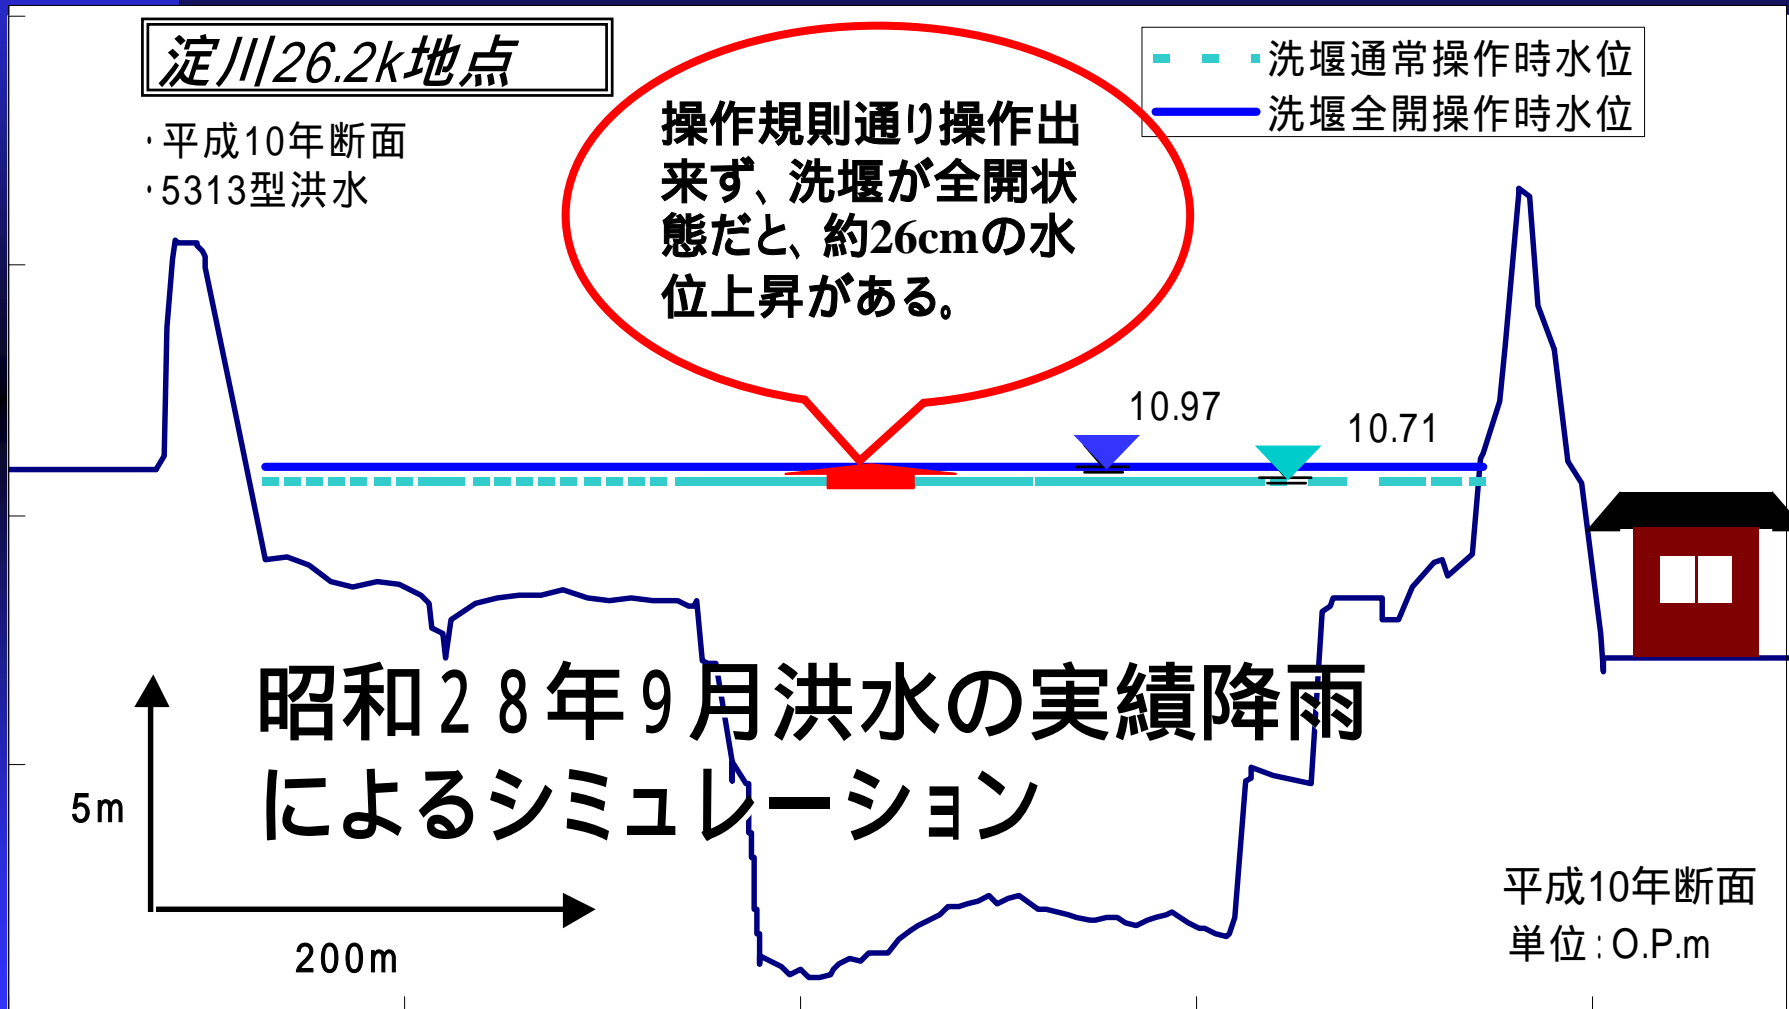 淀川26.2k地点
・平成10年断面
・5313型洪水
操作規則通り操作出
来ず、洗堰が全開状
態だと、約26cmの水
位上昇がある。
洗堰通常操作時水位
洗堰全開操作時水位
10.97
10.71
昭和２８年９月洪水の実績降雨
によるシミュレーション
5m
200m
平成10年断面
単位：O.P.m